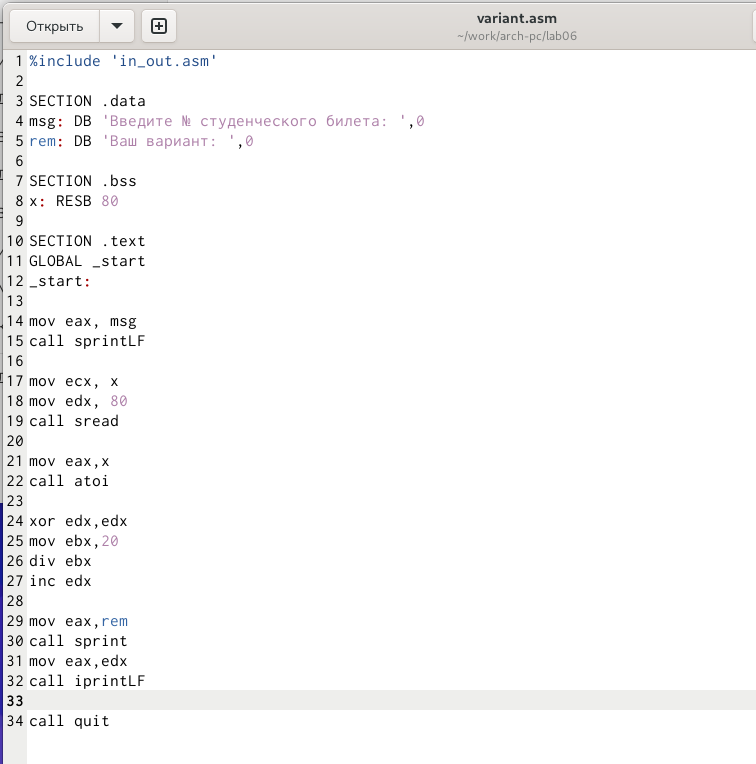 Открыть
variant.asm
~/work/arch-pc/lab06
1 %include 'in_out.asm'
2
3 SECTION .data
4 msg: DB 'Введите № студенческого билета: ',0
5 rem: DB 'Ваш вариант: ',0
6
7 SECTION .bss
8 x: RESB 80
9
10 SECTION .text
11 GLOBAL _start
12 _start:
13
14 mov eax, msg
15 call sprintLF
16
17 mov ecx, x
18 mov edx, 80
19 call sread
20
21 mov eax,x
22 call atoi
23
24 xor edx,edx
25 mov ebx,20
26 div ebx
27 inc edx
28
29 mov eax,rem
30 call sprint
31 mov eax,edx
32 call iprintLF
33
34 call quit